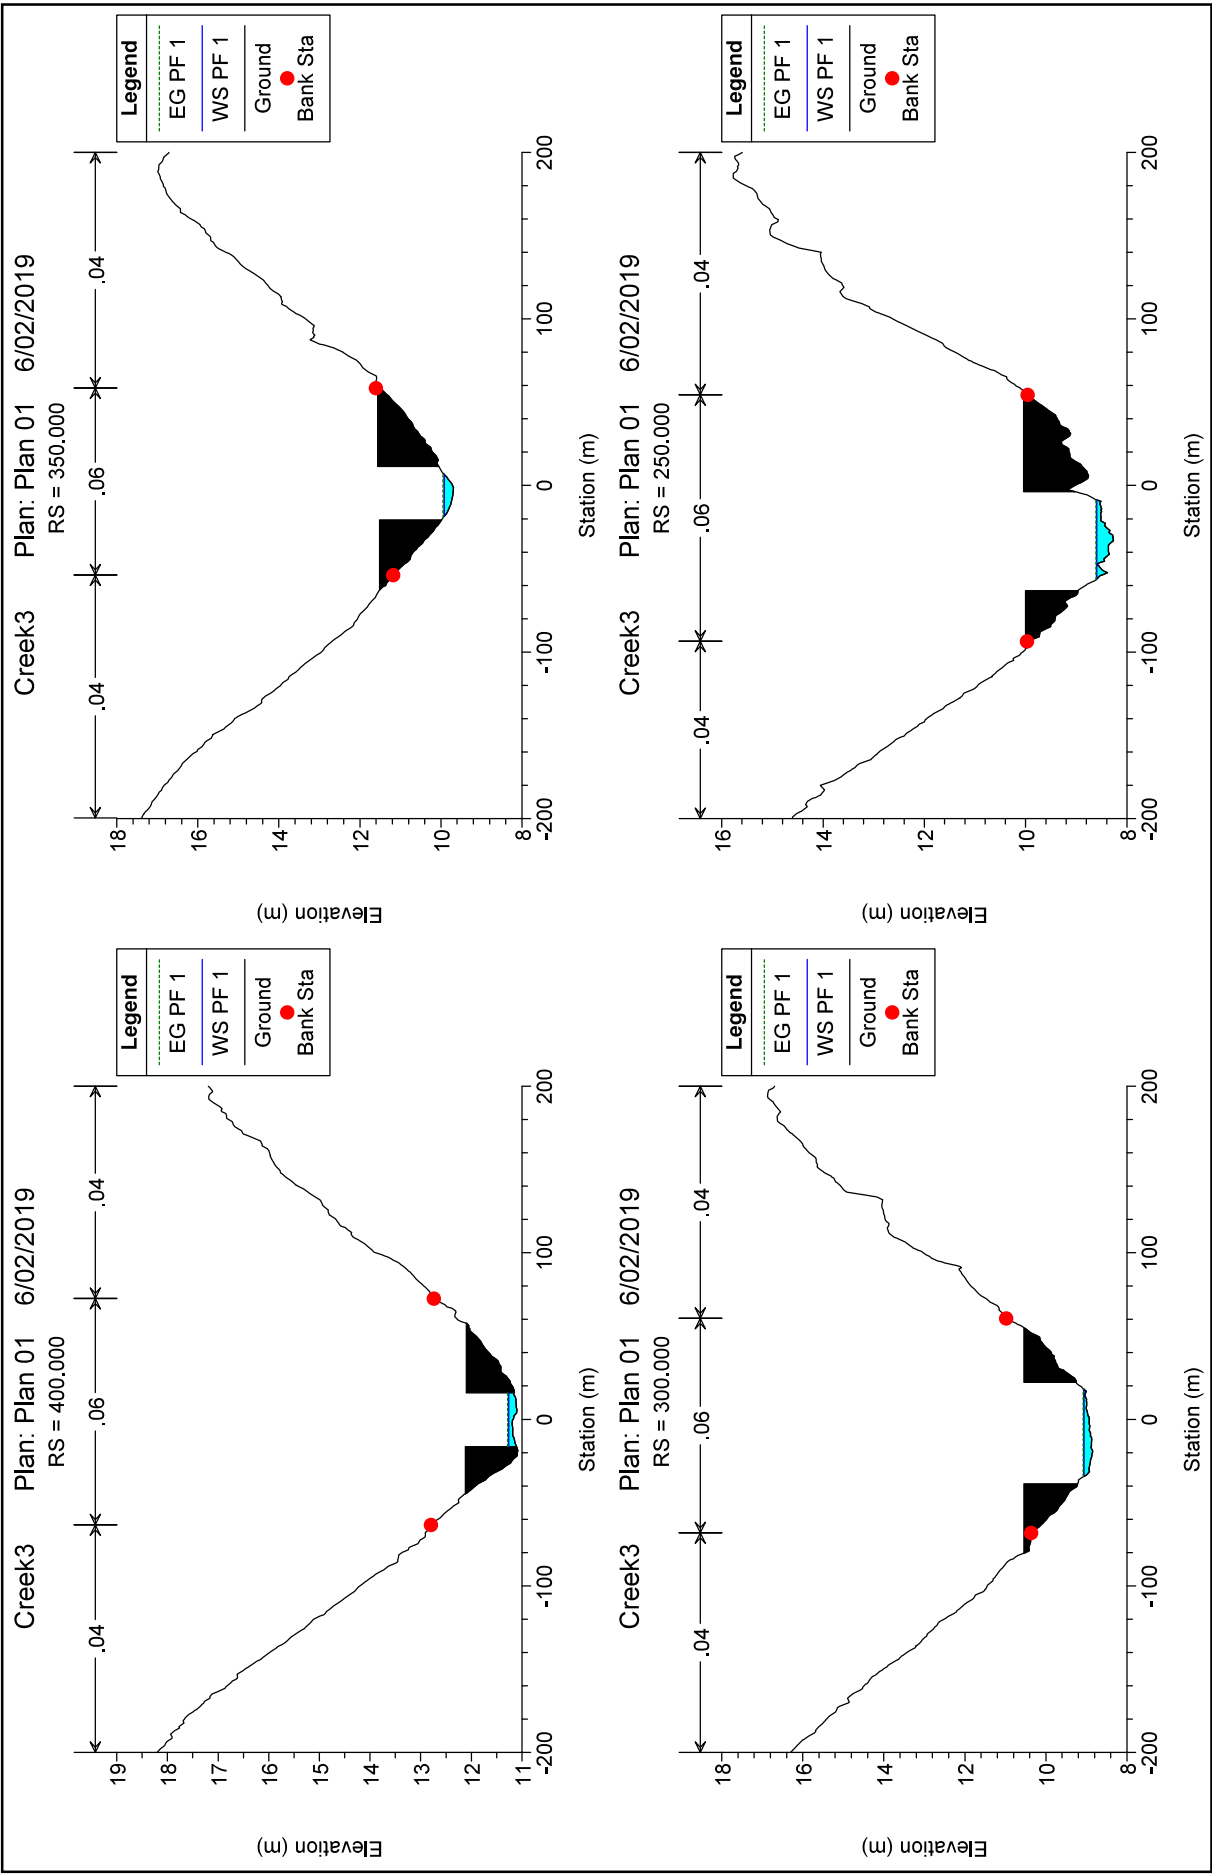 Creek3 Plan: Plan 01 6/02/2019
RS = 400.000
.04
.06
.04
Legend
EG PF 1
WS PF 1
Ground
Bank Sta
19
18
17
16
15
14
13
12
11
Elevation (m)
-200
-100
0
100
200
Station (m)
Creek3 Plan: Plan 01 6/02/2019
RS = 350.000
.04
.06
.04
Legend
EG PF 1
WS PF 1
Ground
Bank Sta
18
16
14
12
10
8
Elevation (m)
-200
-100
0
100
200
Station (m)
Creek3 Plan: Plan 01 6/02/2019
RS = 300.000
.04
.06
.04
Legend
EG PF 1
WS PF 1
Ground
Bank Sta
18
16
14
12
10
8
Elevation (m)
-200
-100
0
100
200
Station (m)
Creek3 Plan: Plan 01 6/02/2019
RS = 250.000
.04
.06
.04
Legend
EG PF 1
WS PF 1
Ground
Bank Sta
16
14
12
10
8
Elevation (m)
-200
-100
0
100
200
Station (m)